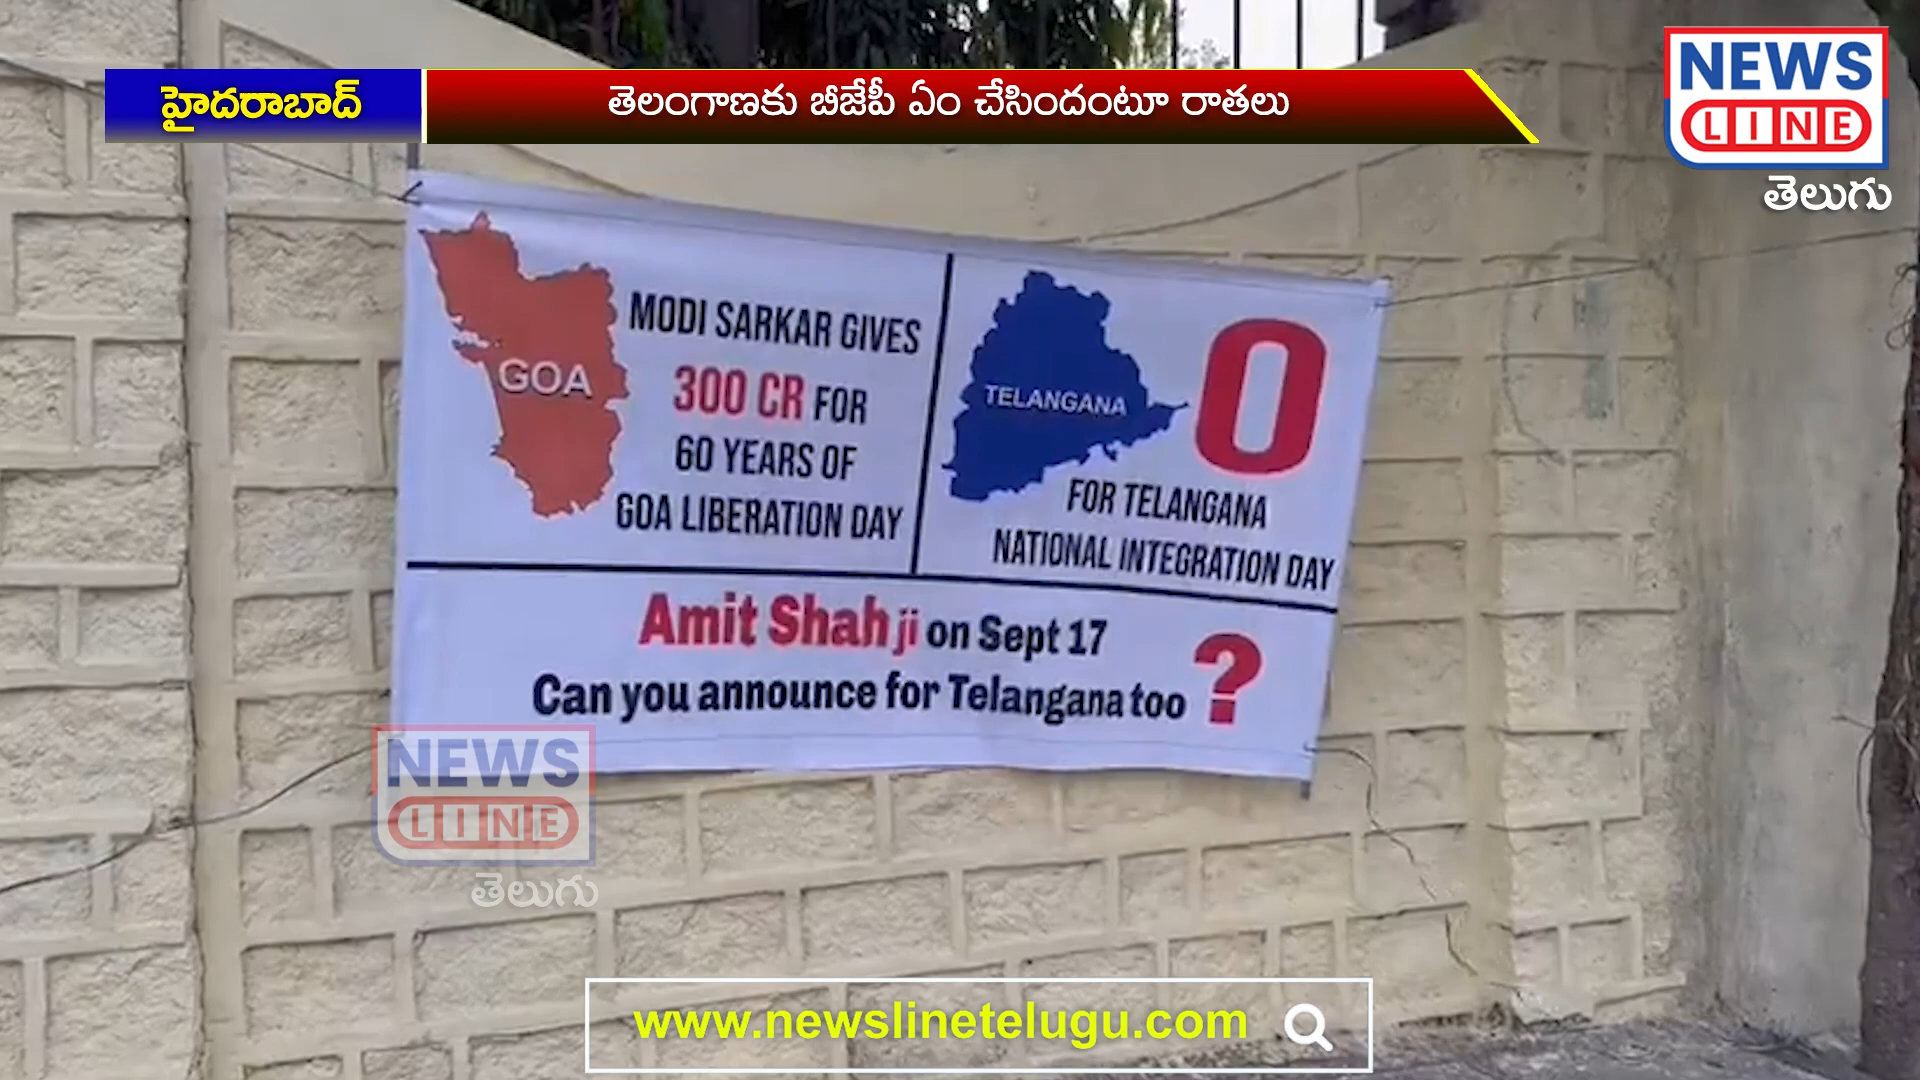 హైదరాబాద్
తెలంగాణకు బీజేపీ ఏం చేసిందంటూ రాతలు
NEWS
LINE
తెలుగు
GOA
MODI SARKAR GIVES
300 CR FOR
60 YEARS OF
GOA LIBERATION DAY
TELANGANA
0
FOR TELANGANA
NATIONAL INTEGRATION DAY
Amit Shah ji on Sept 17
Can you announce for Telangana too ?
NEWS
LINE
తెలుగు
www.newslinetelugu.com